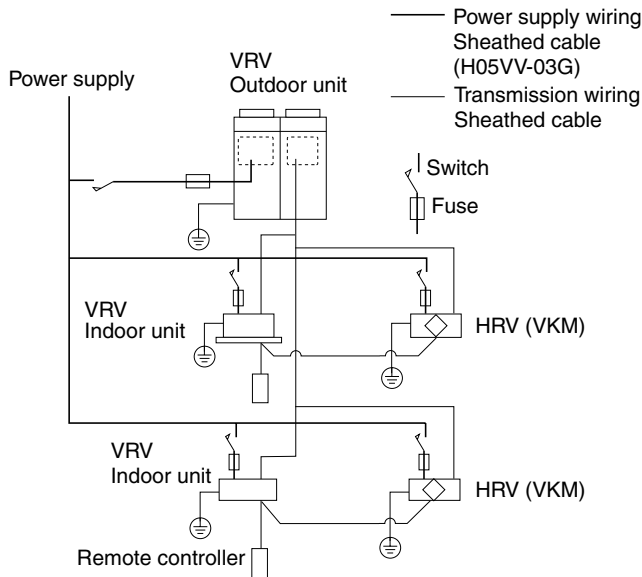 Power supply wiring
Sheathed cable
(H05VV-03G)
Transmission wiring
Sheathed cable
Power supply
VRV
Outdoor unit
Switch
Fuse
VRV
Indoor unit
HRV (VKM)
VRV
Indoor unit
HRV (VKM)
Remote controller